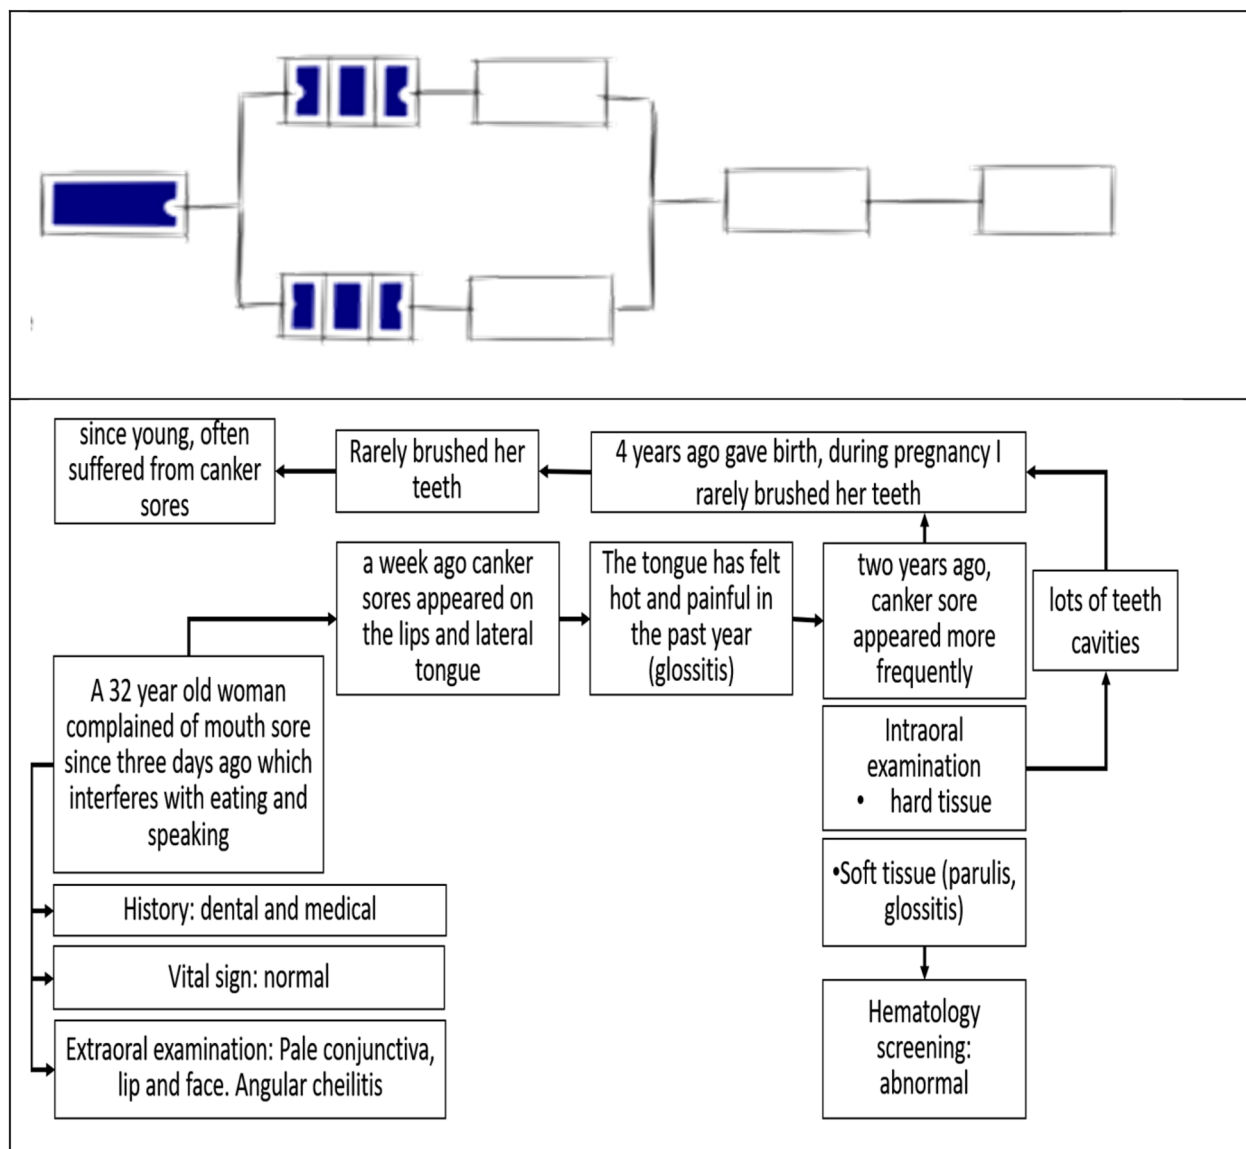 since young, often
suffered from canker
sores
Rarely brushed her
teeth
4 years ago gave birth, during pregnancy I
rarely brushed her teeth
a week ago canker
sores appeared on
the lips and lateral
tongue
The tongue has felt
hot and painful in
the past year
(glossitis)
two years ago,
canker sore
appeared more
frequently
lots of teeth
cavities
A 32 year old woman
complained of mouth sore
since three days ago which
interferes with eating and
speaking
Intraoral
examination
• hard tissue
•Soft tissue (parulis,
glossitis)
History: dental and medical
Vital sign: normal
Extraoral examination: Pale conjunctiva,
lip and face. Angular cheilitis
Hematology
screening:
abnormal